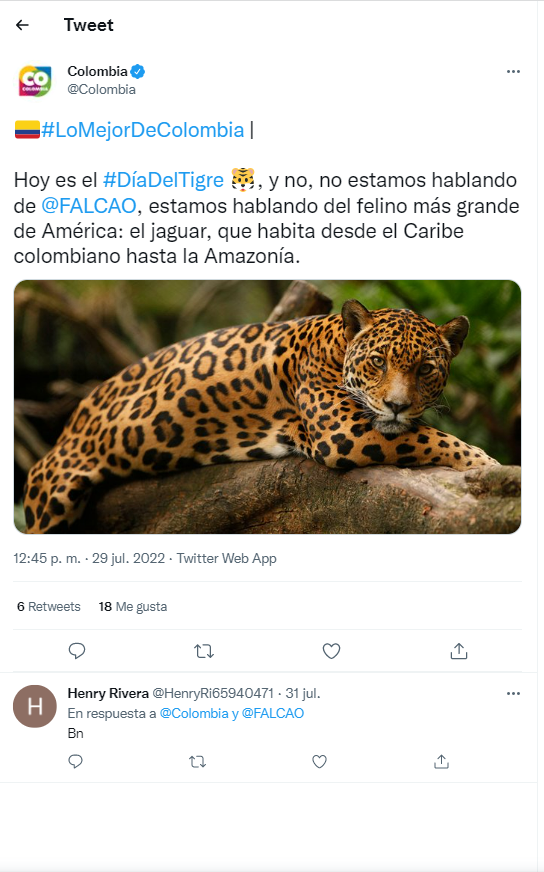 Tweet
CO
COLOMBIA
Colombia
@Colombia
#LoMejorDeColombia |
Hoy es el #DíaDelTigre 🐯, y no, no estamos hablando
de @FALCAO, estamos hablando del felino más grande
de América: el jaguar, que habita desde el Caribe
colombiano hasta la Amazonía.
12:45 p. m. · 29 jul. 2022 · Twitter Web App
6 Retweets 18 Me gusta
H
Henry Rivera @HenryRi65940471 · 31 jul.
En respuesta a @Colombia y @FALCAO
Bn